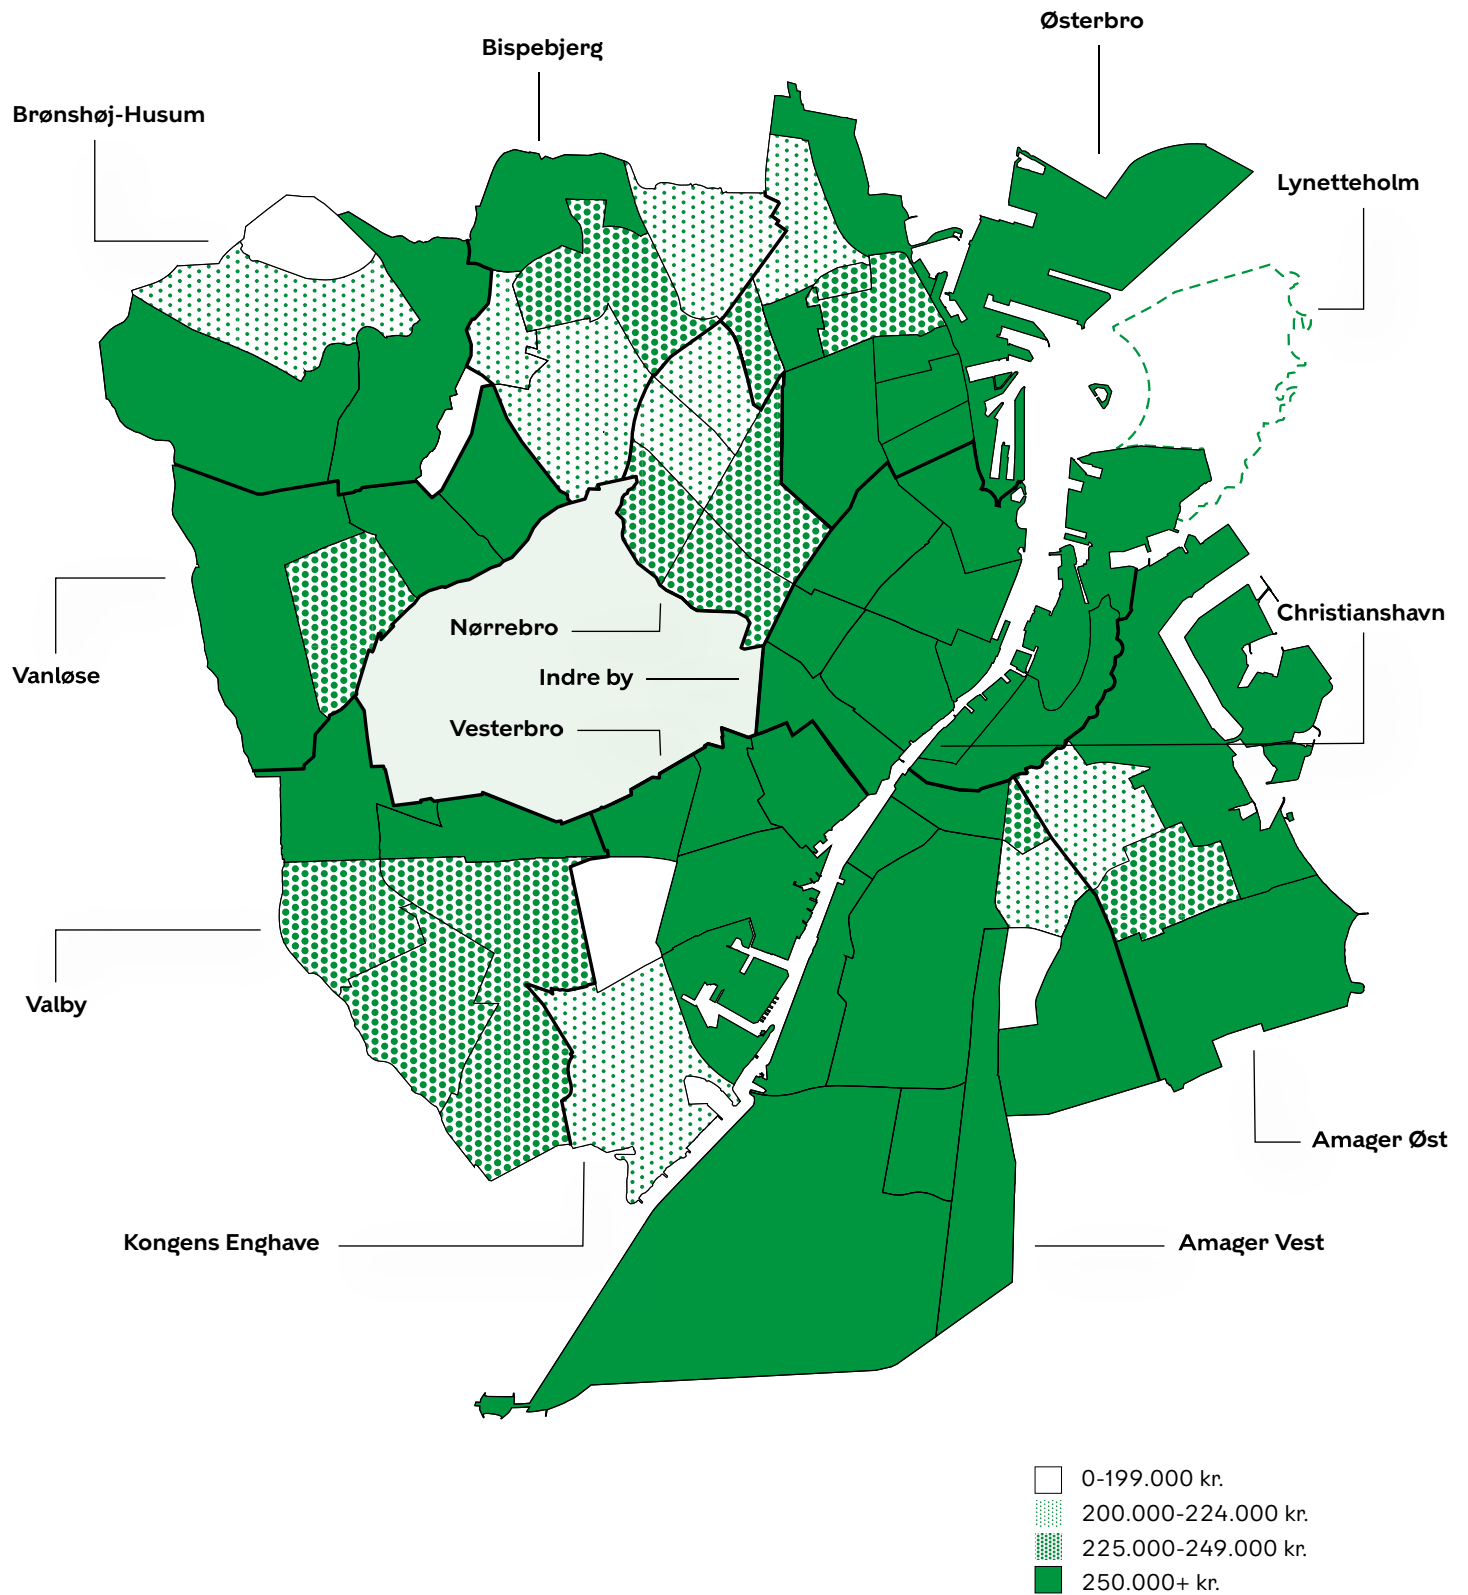 Østerbro
Bispebjerg
Brønshøj-Husum
Lynetteholm
Christianshavn
Nørrebro
Vanløse
Indre by
Vesterbro
Valby
Amager Øst
Kongens Enghave
Amager Vest
0-199.000 kr.
200.000-224.000 kr.
225.000-249.000 kr.
250.000+ kr.